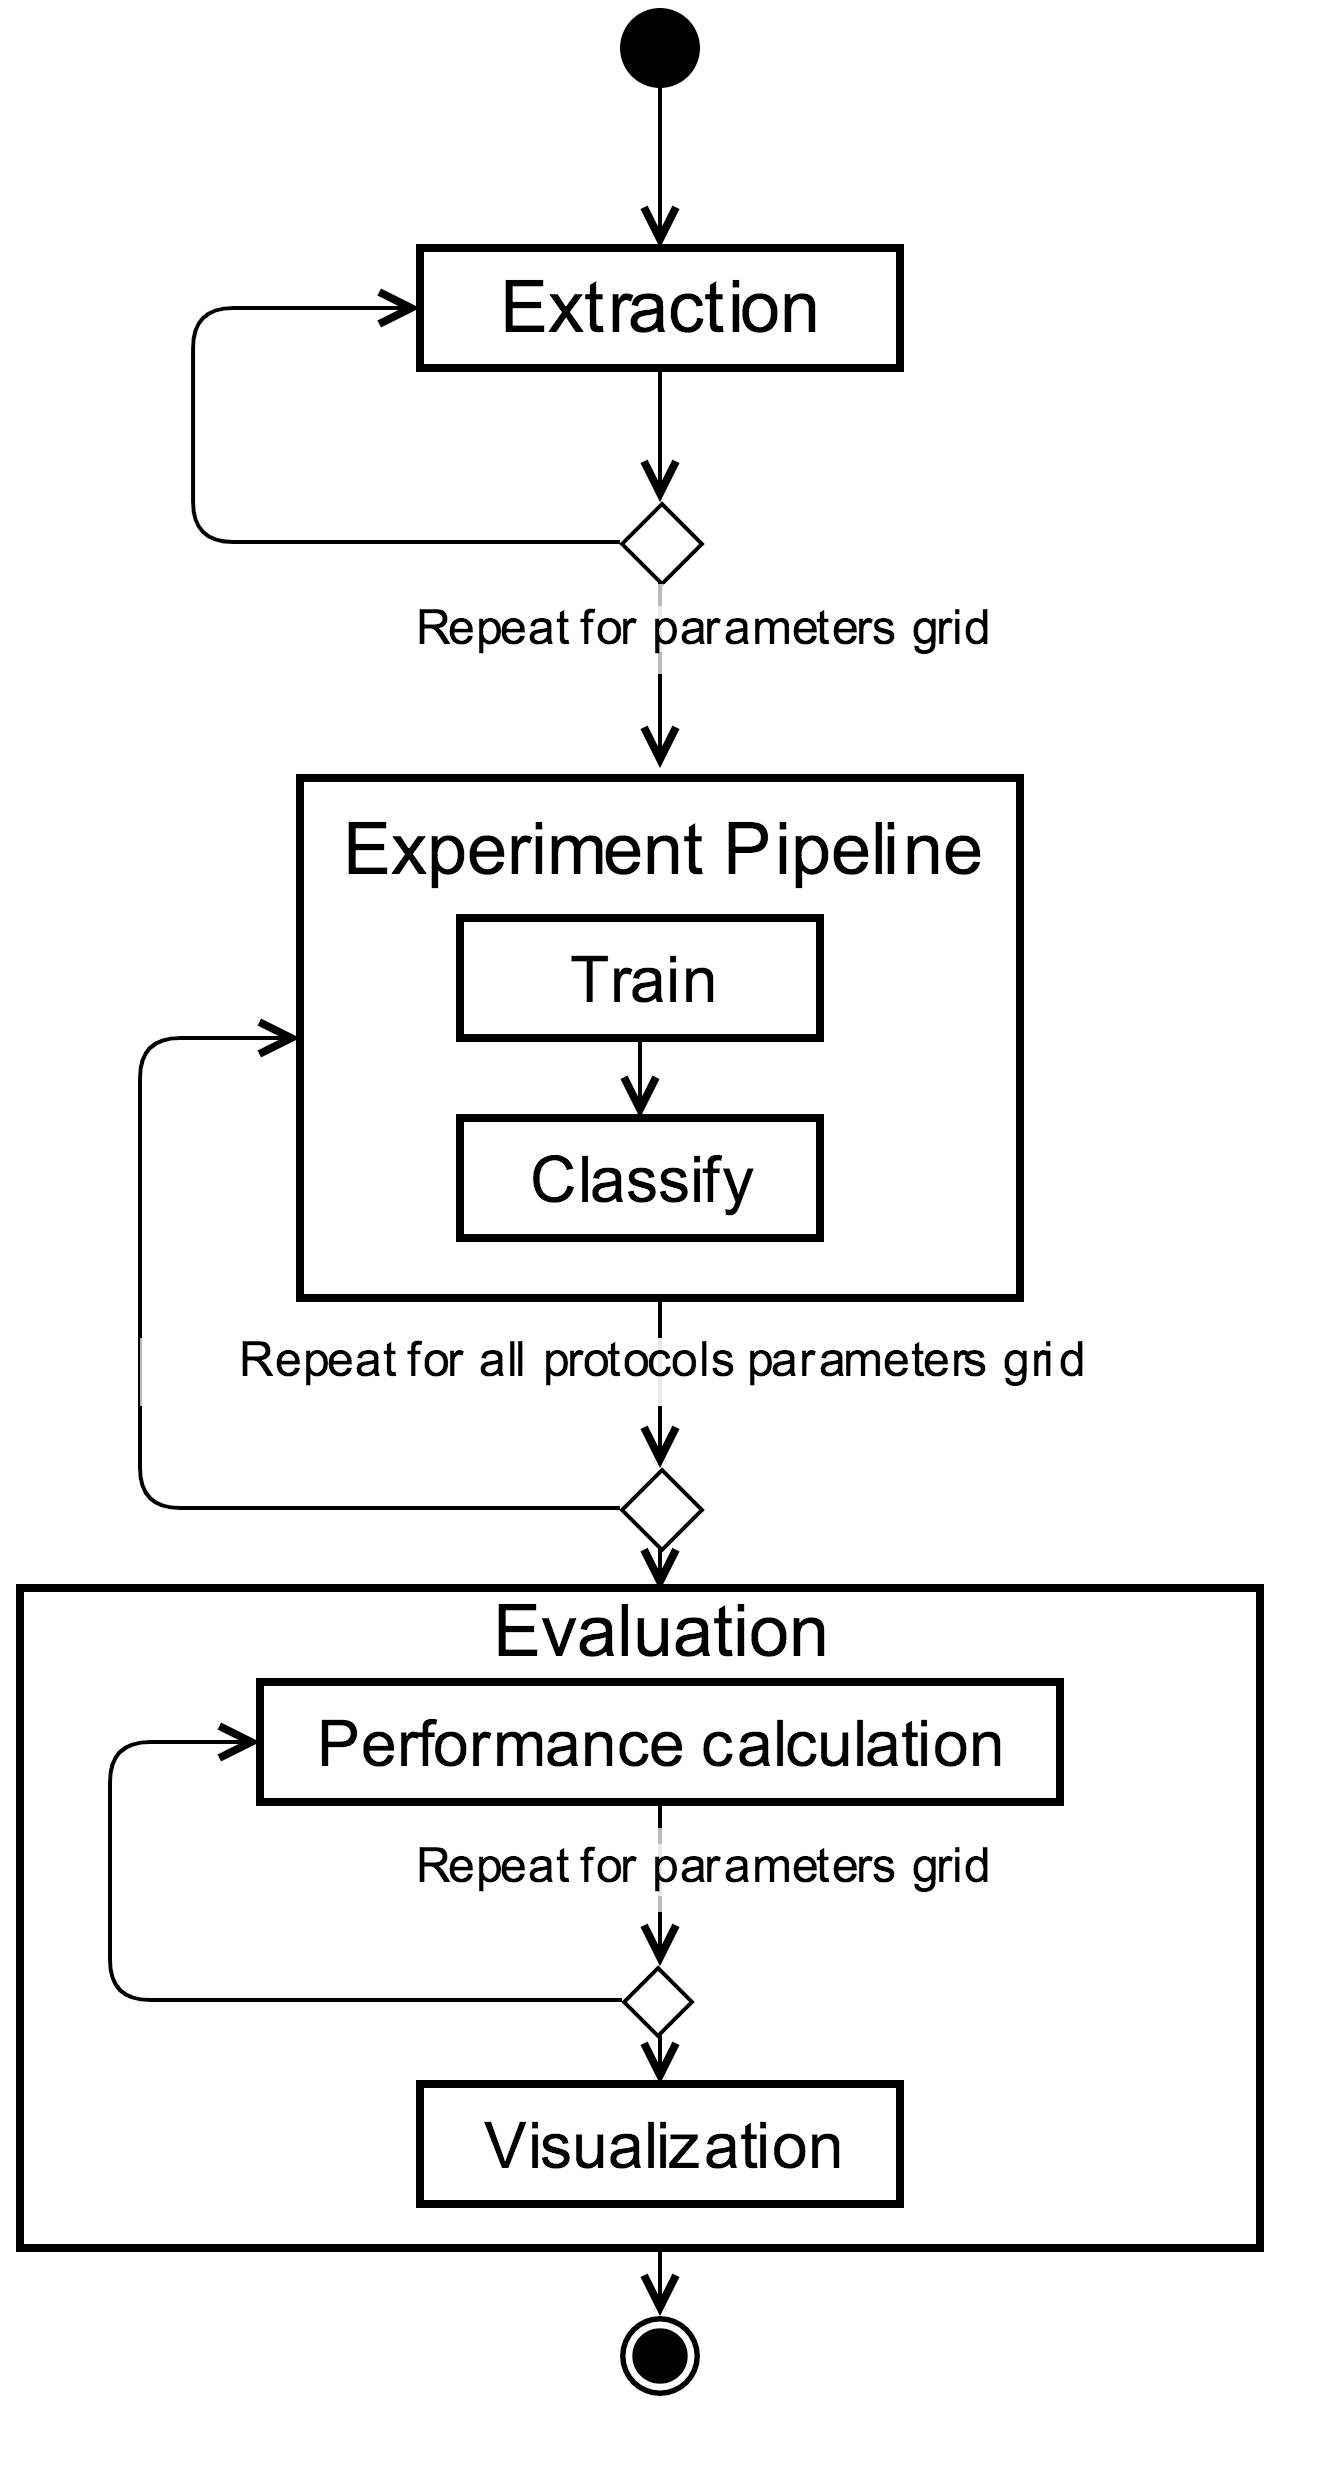 Extraction
Repeat for parameters grid
Experiment Pipeline
Train
Classify
Repeat for all protocols parameters grid
Evaluation
Performance calculation
Repeat for parameters grid
Visualization